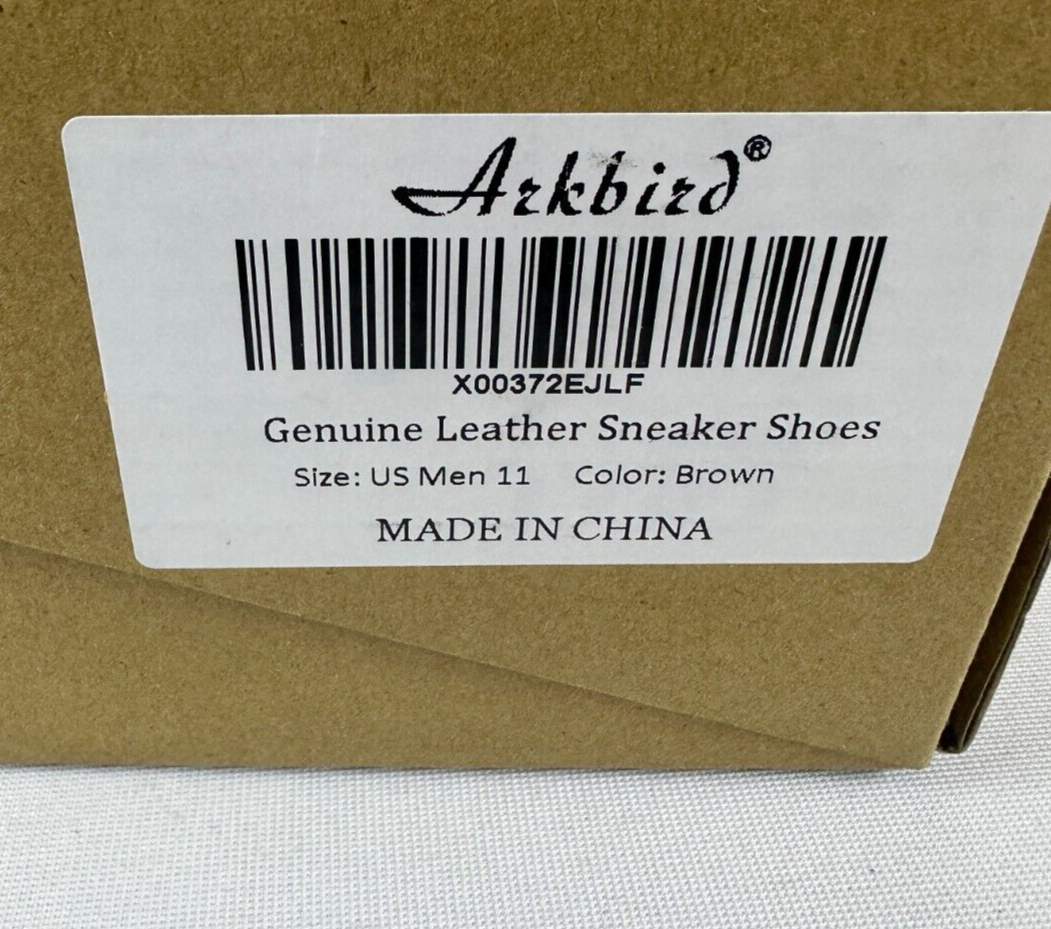 Arkbird®
X00372EJLF
Genuine Leather Sneaker Shoes
Size: US Men 11 Color: Brown
MADE IN CHINA